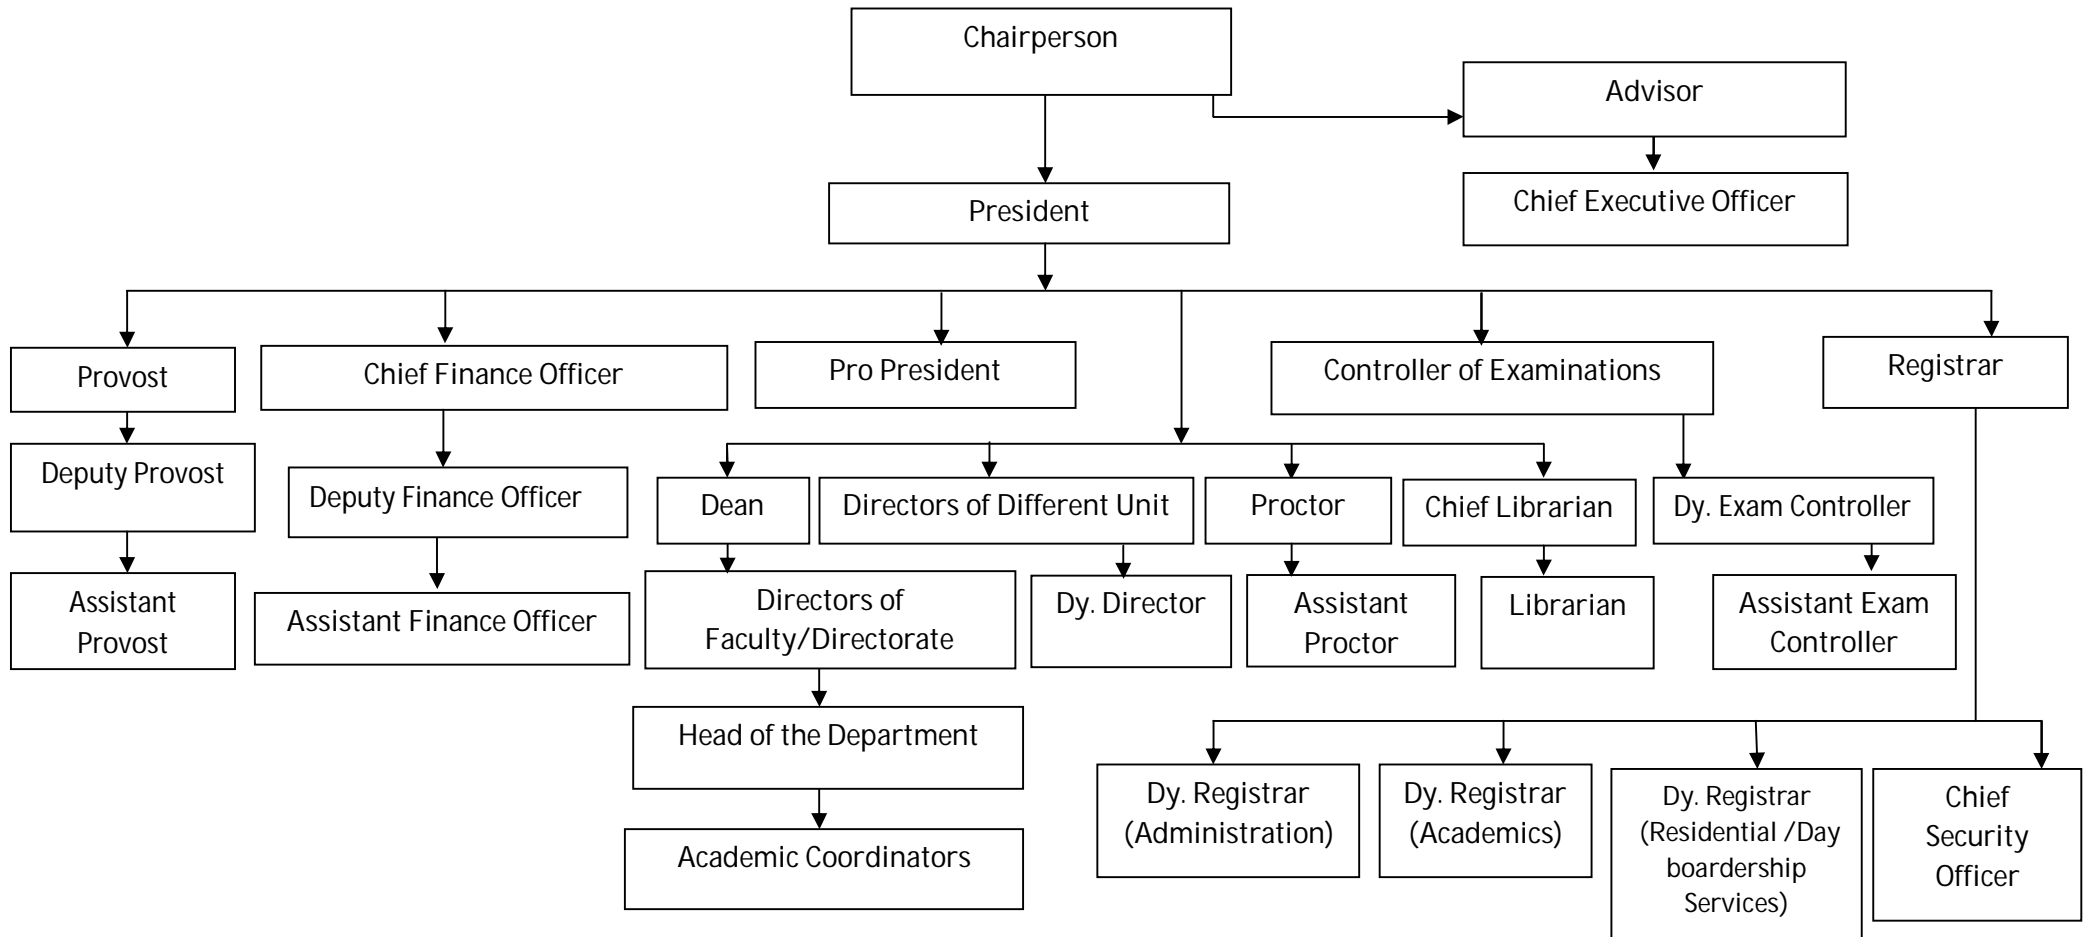 Chairperson
Advisor
Chief Executive Officer
President
Provost
Chief Finance Officer
Pro President
Controller of Examinations
Registrar
Deputy Provost
Deputy Finance Officer
Dean
Directors of Different Unit
Proctor
Chief Librarian
Dy. Exam Controller
Assistant
Provost
Assistant Finance Officer
Directors of
Faculty/Directorate
Dy. Director
Assistant
Proctor
Librarian
Assistant Exam
Controller
Head of the Department
Academic Coordinators
Dy. Registrar
(Administration)
Dy. Registrar
(Academics)
Dy. Registrar
(Residential /Day
boardership
Services)
Chief
Security
Officer